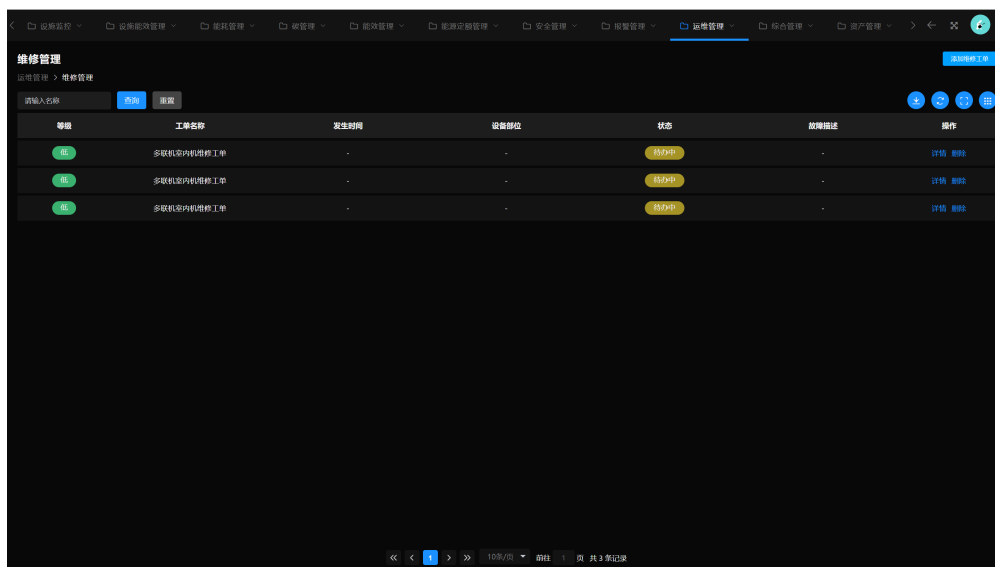 设施监控 设施能效管理 能耗管理 碳管理 能效管理 能源定额管理 安全管理 报警管理 运维管理 综合管理 资产管理
维修管理
添加维修工单
运维管理 > 维修管理
请输入名称 查询 重置
等级 工单名称 发生时间 设备部位 状态 故障描述 操作
低 多联机室内机维修工单 - - 待办中 - 详情 删除
低 多联机室内机维修工单 - - 待办中 - 详情 删除
低 多联机室内机维修工单 - - 待办中 - 详情 删除
1 10条/页 前往 1 页 共 3 条记录